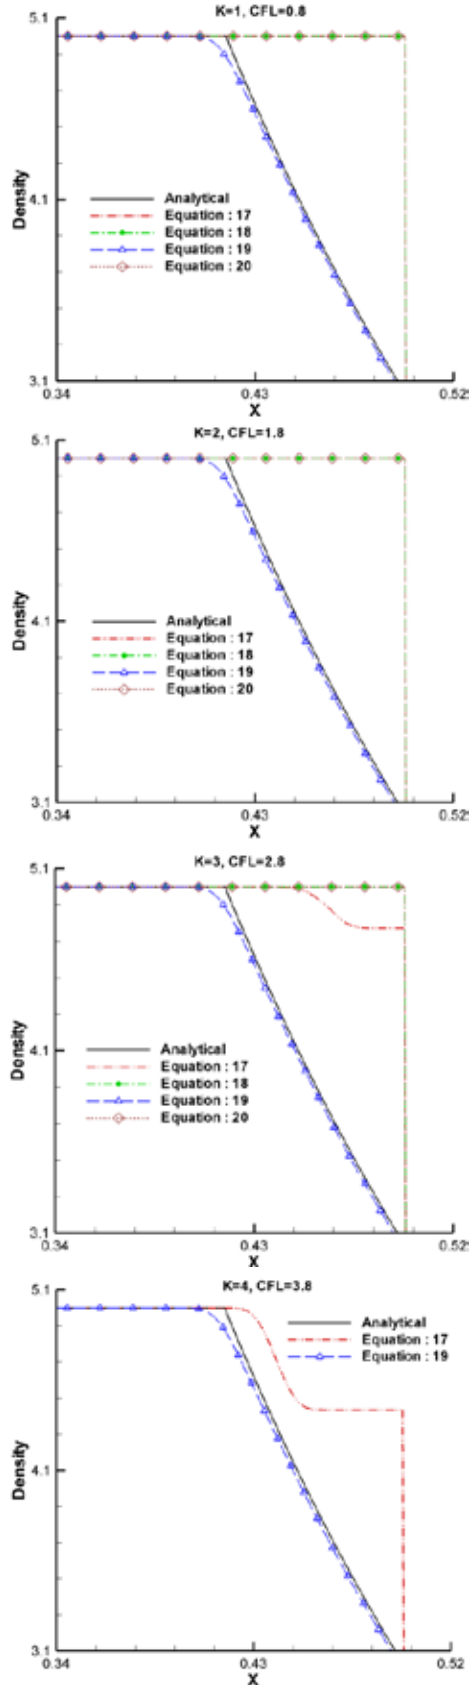 K=1, CFL=0.8
5.1
Density
4.1
Analytical
Equation : 17
Equation : 18
Equation : 19
Equation : 20
3.1
0.34
0.43
0.52
X
K=2, CFL=1.8
5.1
Density
4.1
Analytical
Equation : 17
Equation : 18
Equation : 19
Equation : 20
3.1
0.34
0.43
0.52
X
K=3, CFL=2.8
5.1
Density
4.1
Analytical
Equation : 17
Equation : 18
Equation : 19
Equation : 20
3.1
0.34
0.43
0.52
X
K=4, CFL=3.8
5.1
Density
4.1
Analytical
Equation : 17
Equation : 19
3.1
0.34
0.43
0.52
X